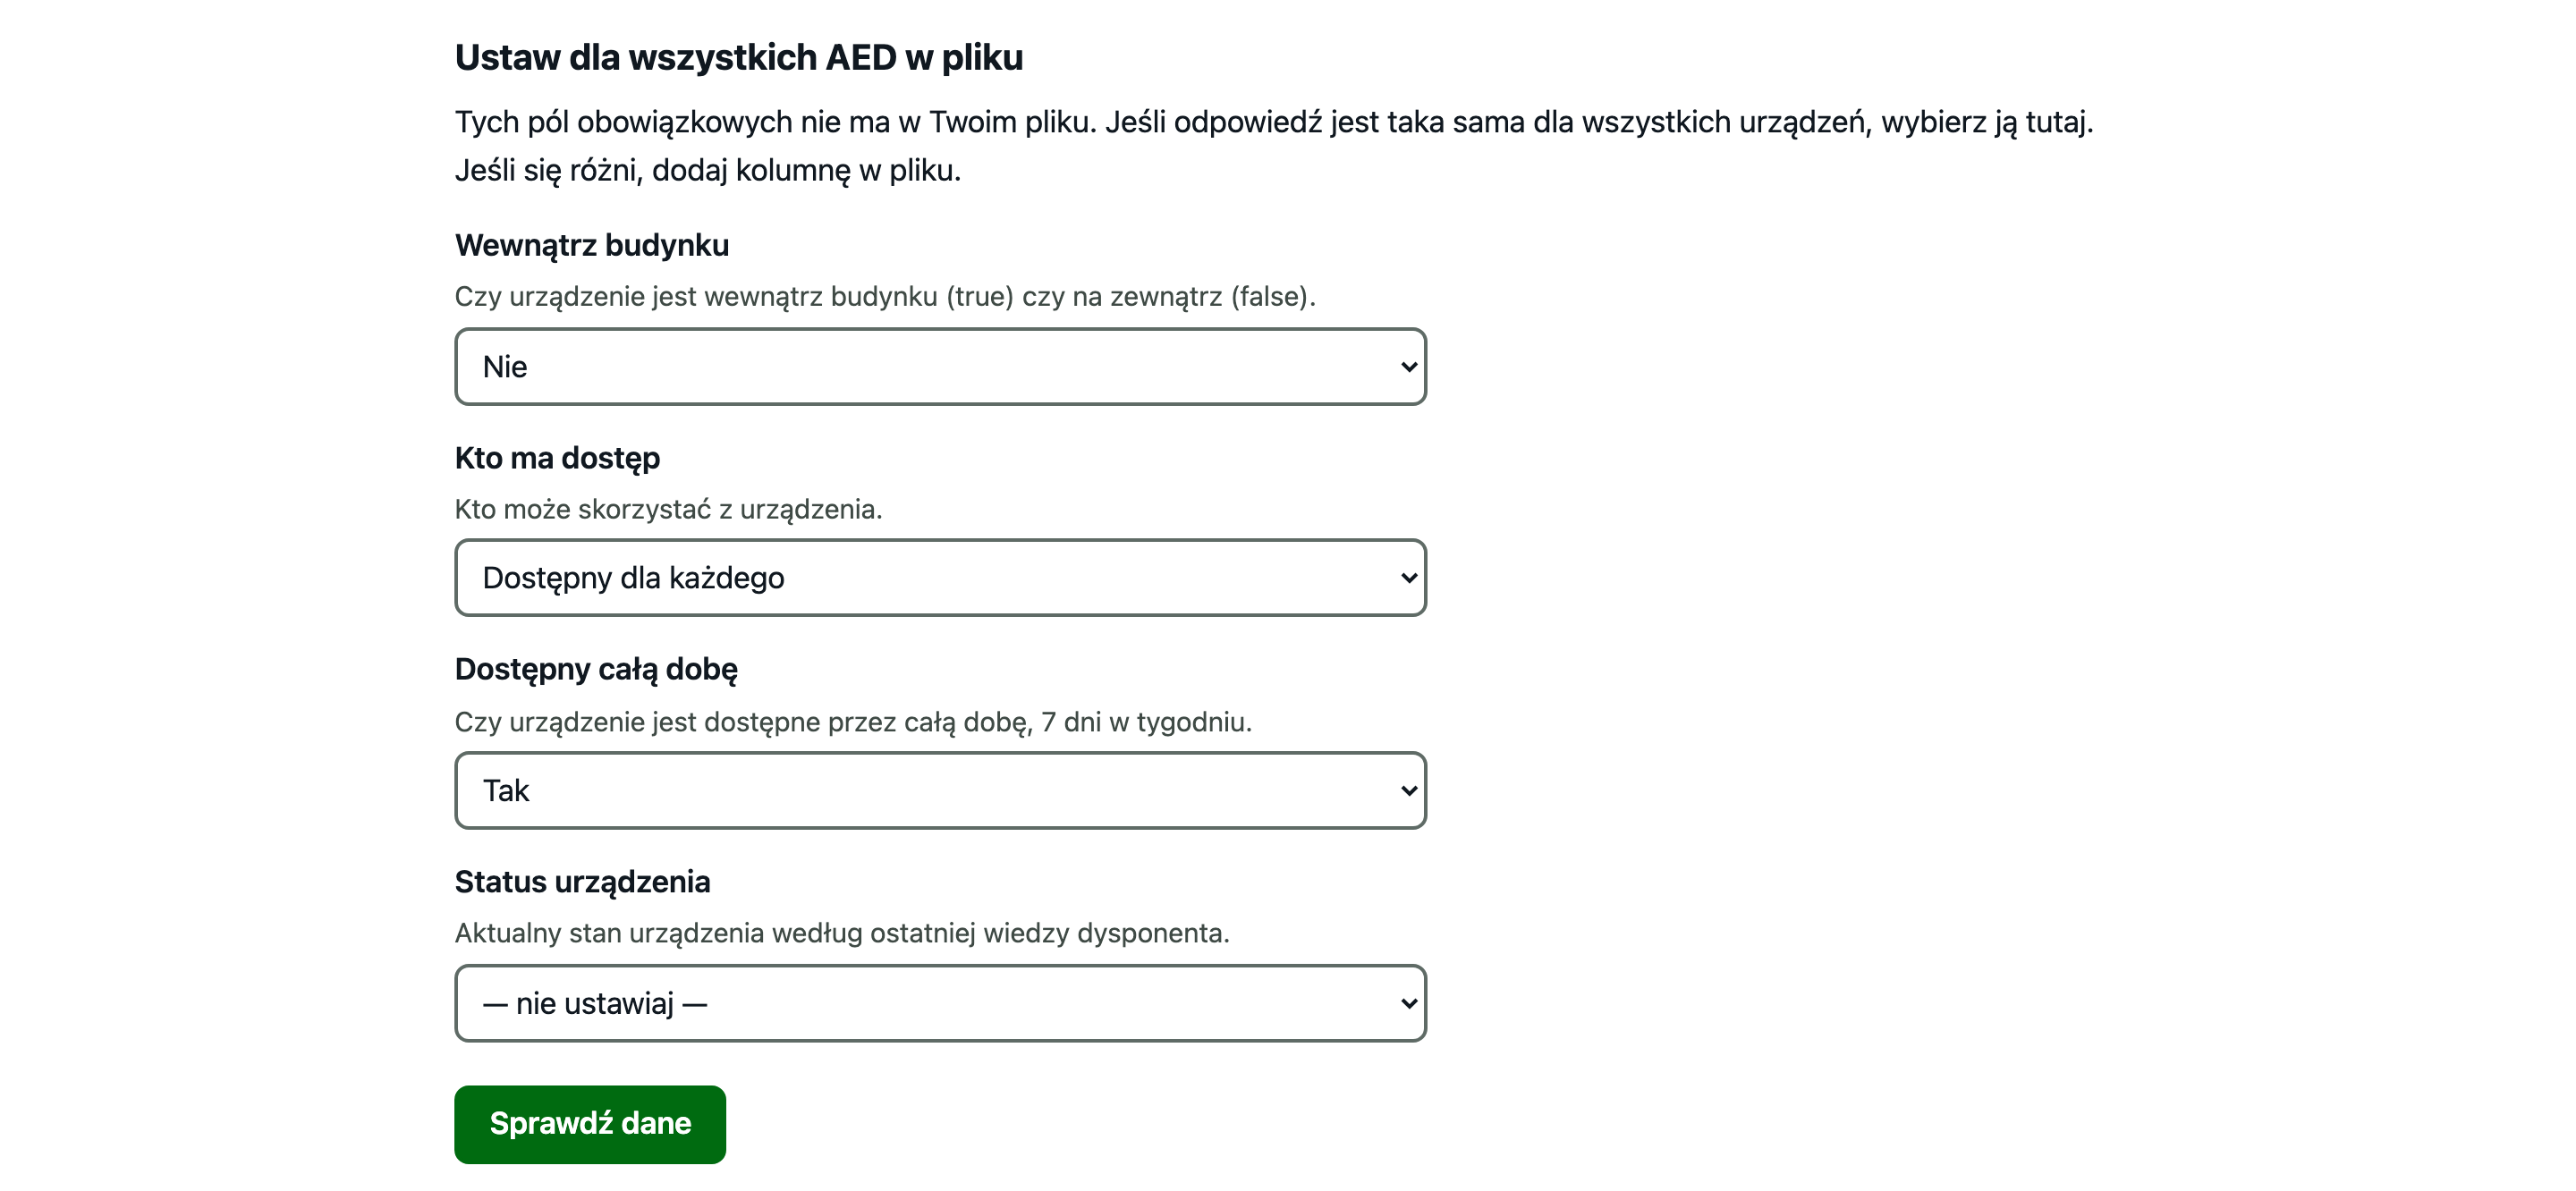 Ustaw dla wszystkich AED w pliku
Tych pól obowiązkowych nie ma w Twoim pliku. Jeśli odpowiedź jest taka sama dla wszystkich urządzeń, wybierz ją tutaj.
Jeśli się różni, dodaj kolumnę w pliku.
Wewnątrz budynku
Czy urządzenie jest wewnątrz budynku (true) czy na zewnątrz (false).
Nie
Kto ma dostęp
Kto może skorzystać z urządzenia.
Dostępny dla każdego
Dostępny całą dobę
Czy urządzenie jest dostępne przez całą dobę, 7 dni w tygodniu.
Tak
Status urządzenia
Aktualny stan urządzenia według ostatniej wiedzy dysponenta.
— nie ustawiaj —
Sprawdź dane